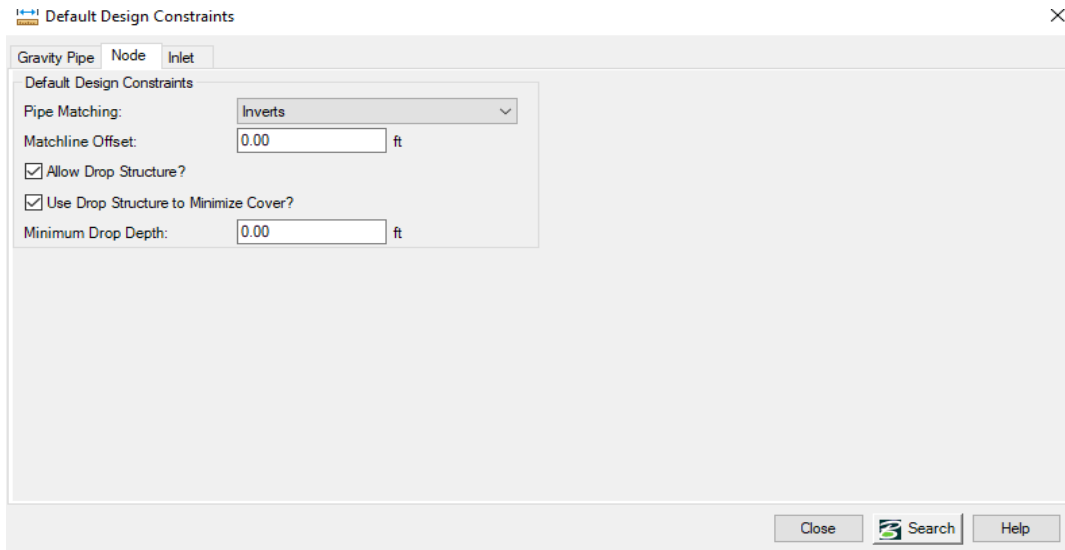 Default Design Constraints
Gravity Pipe Node Inlet
Default Design Constraints
Pipe Matching: Inverts
Matchline Offset: 0.00 ft
Allow Drop Structure?
Use Drop Structure to Minimize Cover?
Minimum Drop Depth: 0.00 ft
Close Search Help